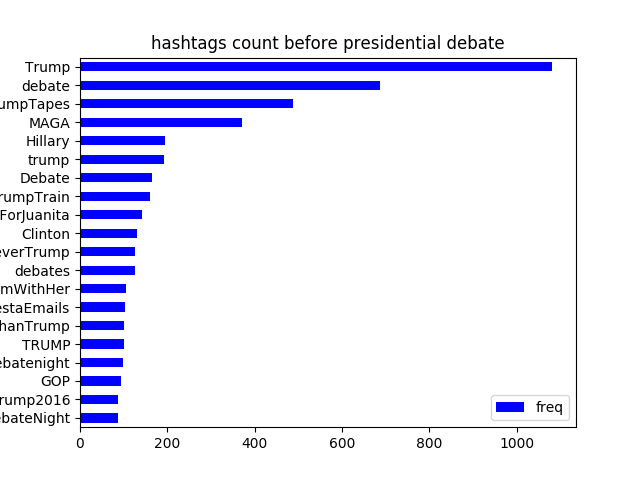 hashtags count before presidential debate
Trump
debate
umpTapes
MAGA
Hillary
trump
Debate
rumpTrain
ForJuanita
Clinton
everTrump
debates
mWithHer
estaEmails
hanTrump
TRUMP
ebatenight
GOP
rump2016
ebateNight
freq
0 200 400 600 800 1000